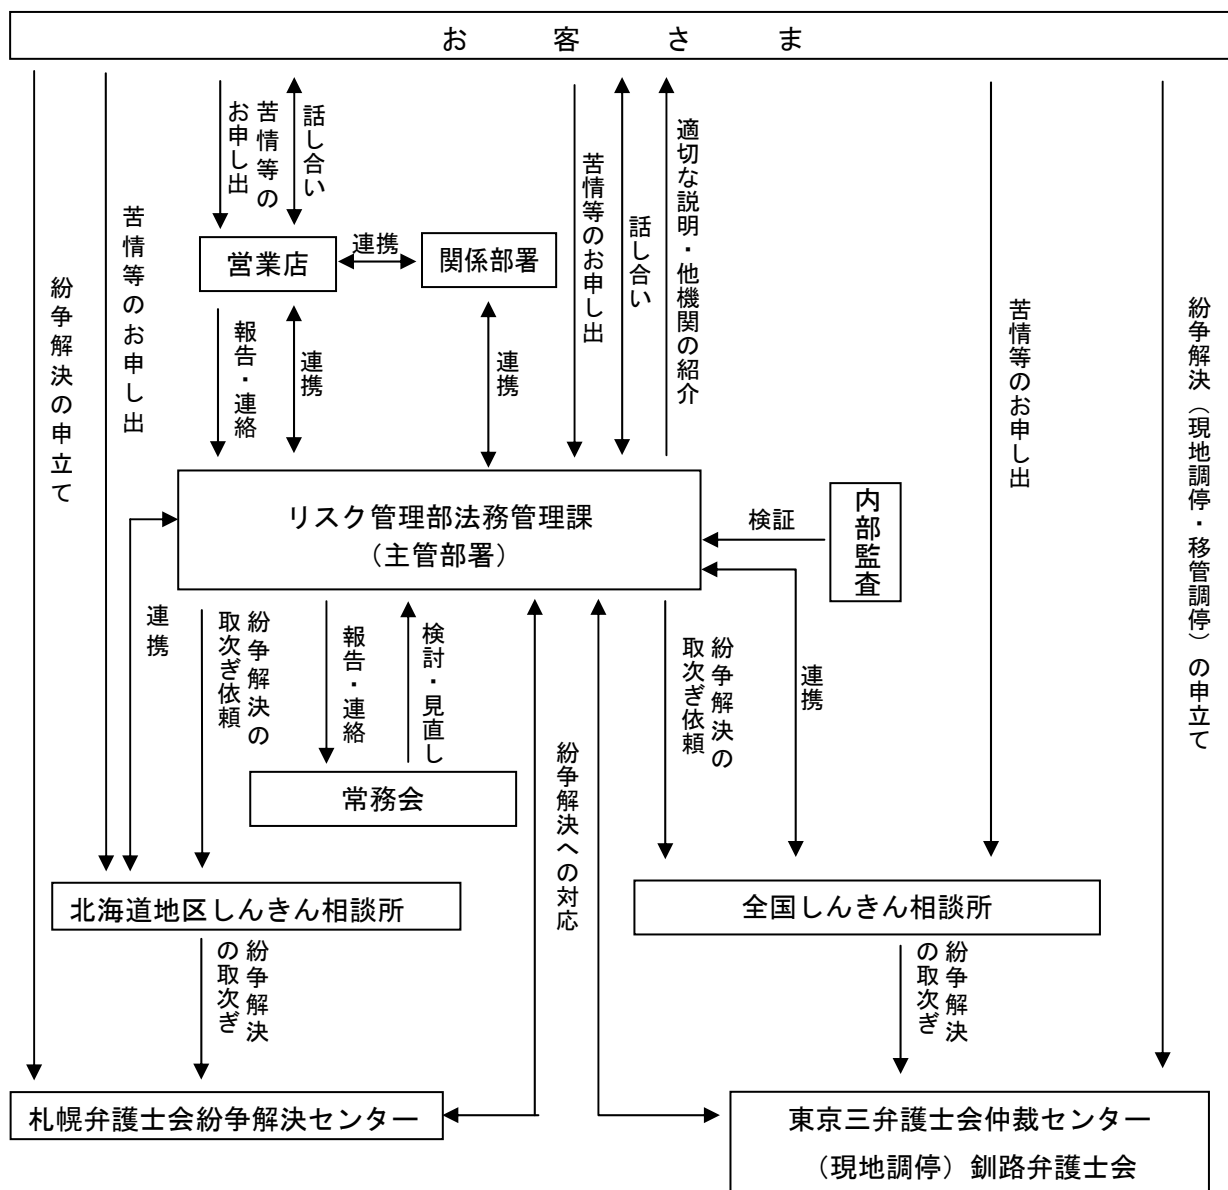 お客さま
苦情等の
お申し出
話し合い
苦情等のお申し出
話し合い
適切な説明・他機関の紹介
紛争解決の申立て
苦情等のお申し出
営業店
連携
関係部署
苦情等のお申し出
紛争解決（現地調停・移管調停）の申立て
報告・連絡
連携
連携
リスク管理部法務管理課
（主管部署）
検証
内部監査
連携
紛争解決の
取次ぎ依頼
報告・連絡
検討・見直し
紛争解決への対応
紛争解決の
取次ぎ依頼
連携
常務会
北海道地区しんきん相談所
全国しんきん相談所
紛争解決
の取次ぎ
紛争解決
の取次ぎ
札幌弁護士会紛争解決センター
東京三弁護士会仲裁センター
（現地調停）釧路弁護士会